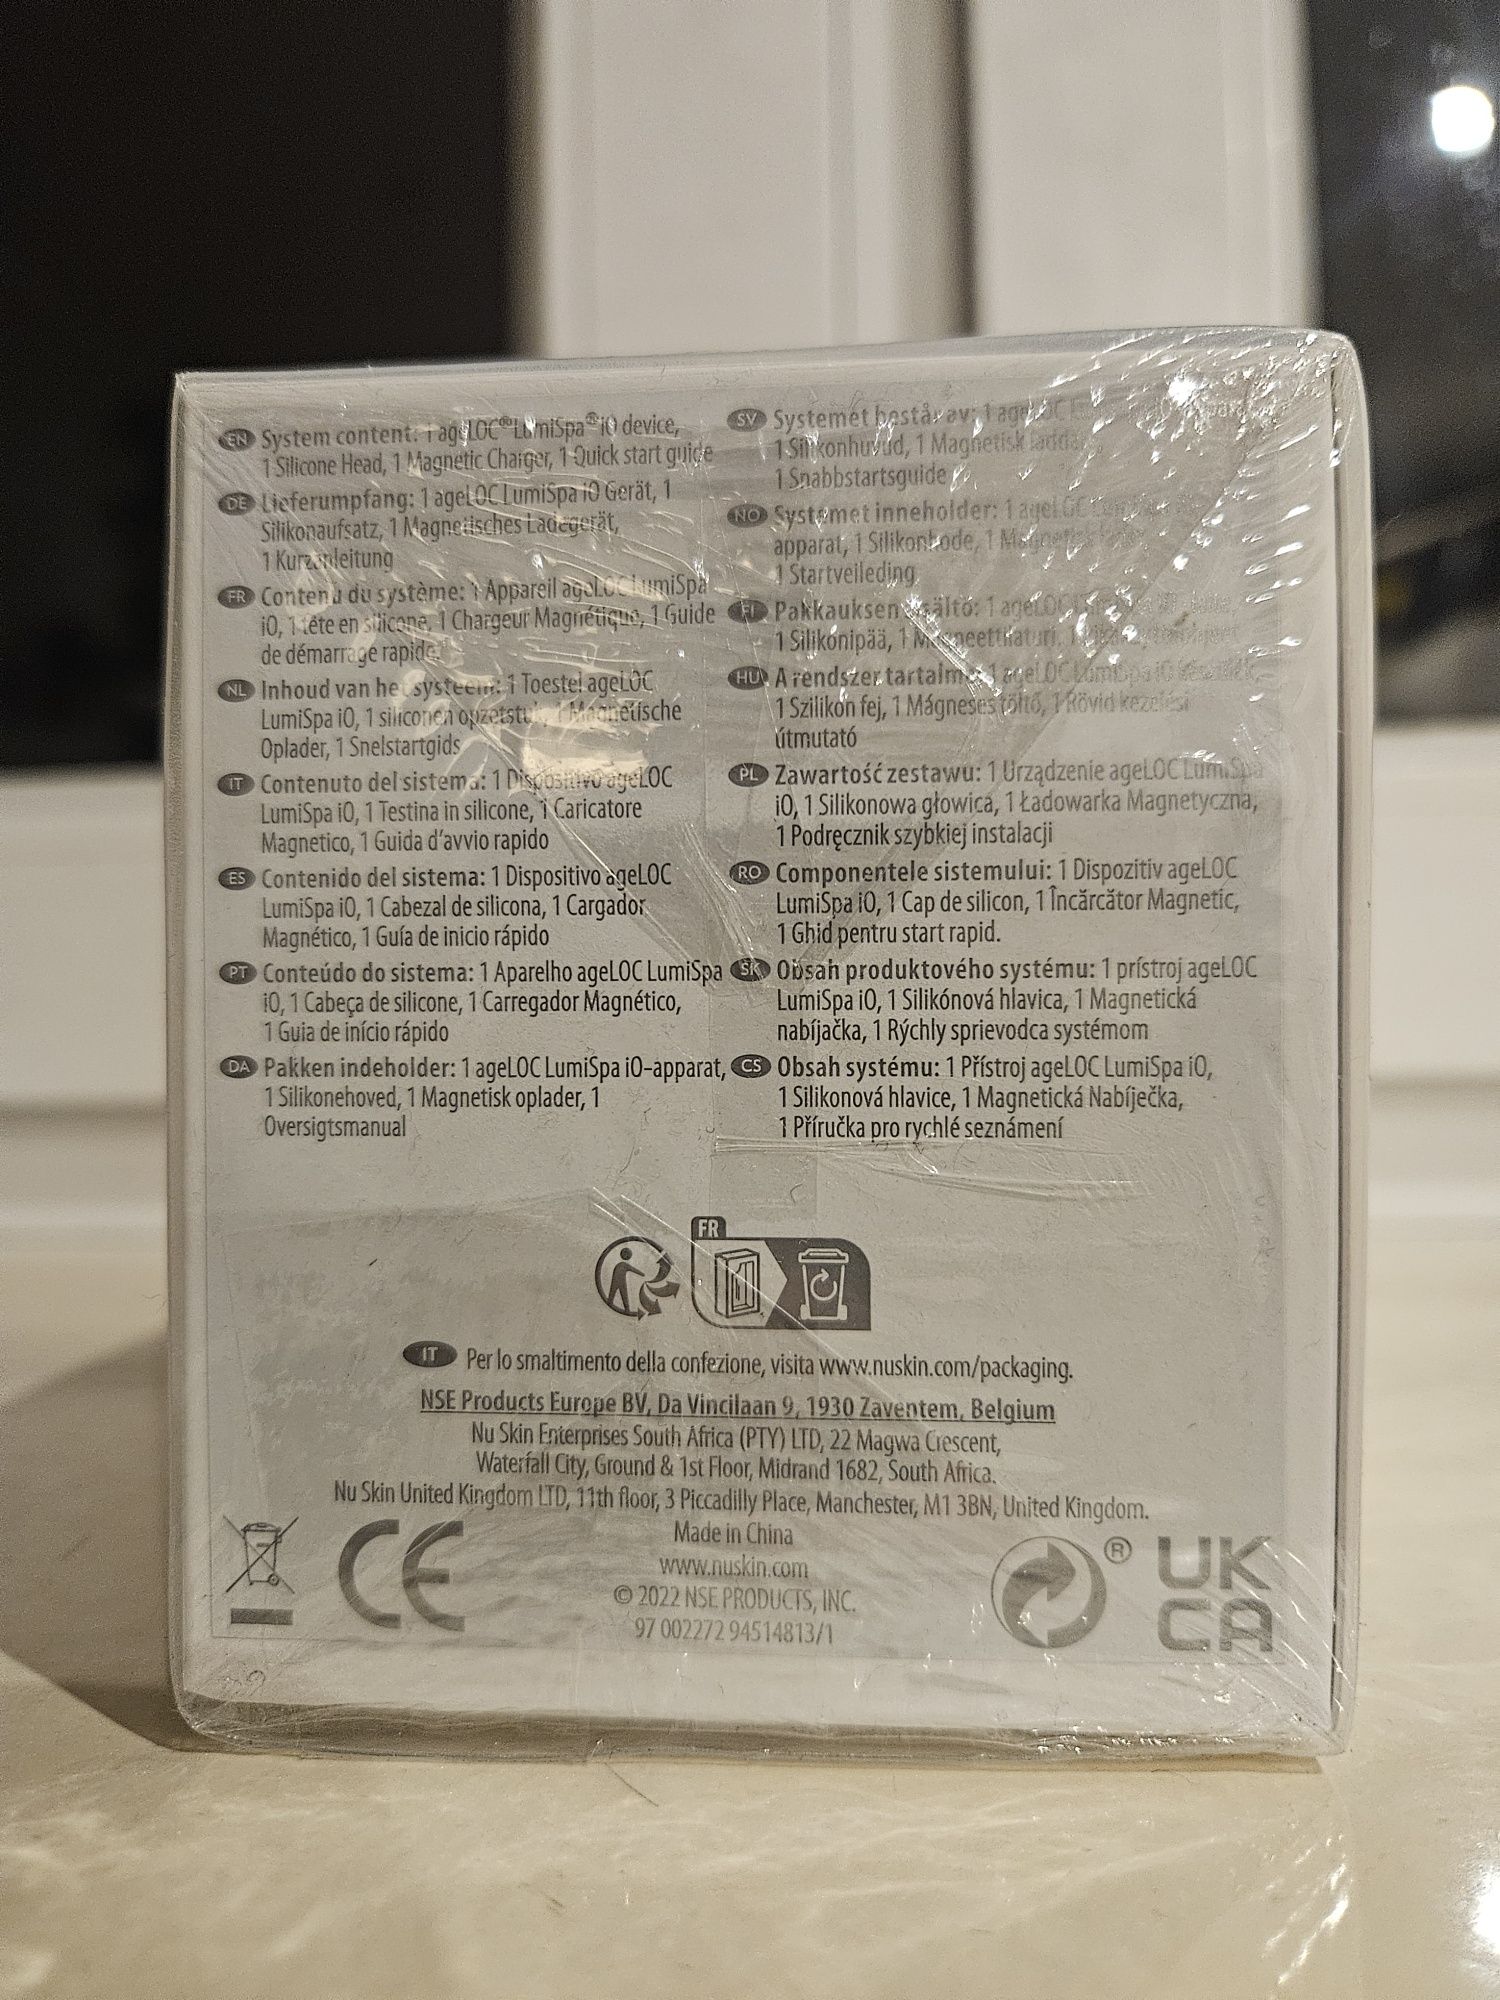 EN System content: 1 ageLOC® LumiSpa® iO device,
1 Silicone Head, 1 Magnetic Charger, 1 Quick start guide
DE Lieferumpfang: 1 ageLOC LumiSpa iO Gerät, 1
Silikonaufsatz, 1 Magnetisches Ladegerät,
1 Kurzanleitung
FR Contenu du système: 1 Appareil ageLOC LumiSpa
iO, 1 tête en silicone, 1 Chargeur Magnétique, 1 Guide
de démarrage rapide.
NL Inhoud van het systeem: 1 Toestel ageLOC
LumiSpa iO, 1 siliconen opzetstuk, 1 Magnetische
Oplader, 1 Snelstartgids
IT Contenuto del sistema: 1 Dispositivo ageLOC
LumiSpa iO, 1 Testina in silicone, 1 Caricatore
Magnetico, 1 Guida d'avvio rapido
ES Contenido del sistema: 1 Dispositivo ageLOC
LumiSpa iO, 1 Cabezal de silicona, 1 Cargador
Magnético, 1 Guía de inicio rápido
PT Conteúdo do sistema: 1 Aparelho ageLOC LumiSpa
iO, 1 Cabeça de silicone, 1 Carregador Magnético,
1 Guia de início rápido
DA Pakken indeholder: 1 ageLOC LumiSpa iO-apparat,
1 Silikonehoved, 1 Magnetisk oplader, 1
Oversigtsmanual
SV Systemet består av: 1 ageLOC
1 Silikonhuvud, 1 Magnetisk laddare,
1 Snabbstartsguide
NO Systemet inneholder: 1 ageLOC
apparat, 1 Silikonhode, 1 Magnetisk
1 Startveileding
FI Pakkauksen sisältö: 1 ageLOC
1 Silikonipää, 1 Magneettilaturi,
HU A rendszer tartalma: 1 ageLOC LumiSpa iO készülék,
1 Szilikon fej, 1 Mágneses töltő, 1 Rövid kezelési
útmutató
PL Zawartość zestawu: 1 Urządzenie ageLOC LumiSpa
iO, 1 Silikonowa głowica, 1 Ładowarka Magnetyczna,
1 Podręcznik szybkiej instalacji
RO Componentele sistemului: 1 Dispozitiv ageLOC
LumiSpa iO, 1 Cap de silicon, 1 Încărcător Magnetic,
1 Ghid pentru start rapid.
SK Obsah produktového systému: 1 prístroj ageLOC
LumiSpa iO, 1 Silikónová hlavica, 1 Magnetická
nabíjačka, 1 Rýchly sprievodca systémom
CS Obsah systému: 1 Přístroj ageLOC LumiSpa iO,
1 Silikonová hlavice, 1 Magnetická Nabíječka,
1 Příručka pro rychlé seznámení
FR
IT Per lo smaltimento della confezione, visita www.nuskin.com/packaging.
NSE Products Europe BV, Da Vincilaan 9, 1930 Zaventem, Belgium
Nu Skin Enterprises South Africa (PTY) LTD, 22 Magwa Crescent,
Waterfall City, Ground & 1st Floor, Midrand 1682, South Africa.
Nu Skin United Kingdom LTD, 11th floor, 3 Piccadilly Place, Manchester, M1 3BN, United Kingdom.
Made in China
www.nuskin.com
© 2022 NSE PRODUCTS, INC.
97 002272 94514813/1
CE
®
UK
CA